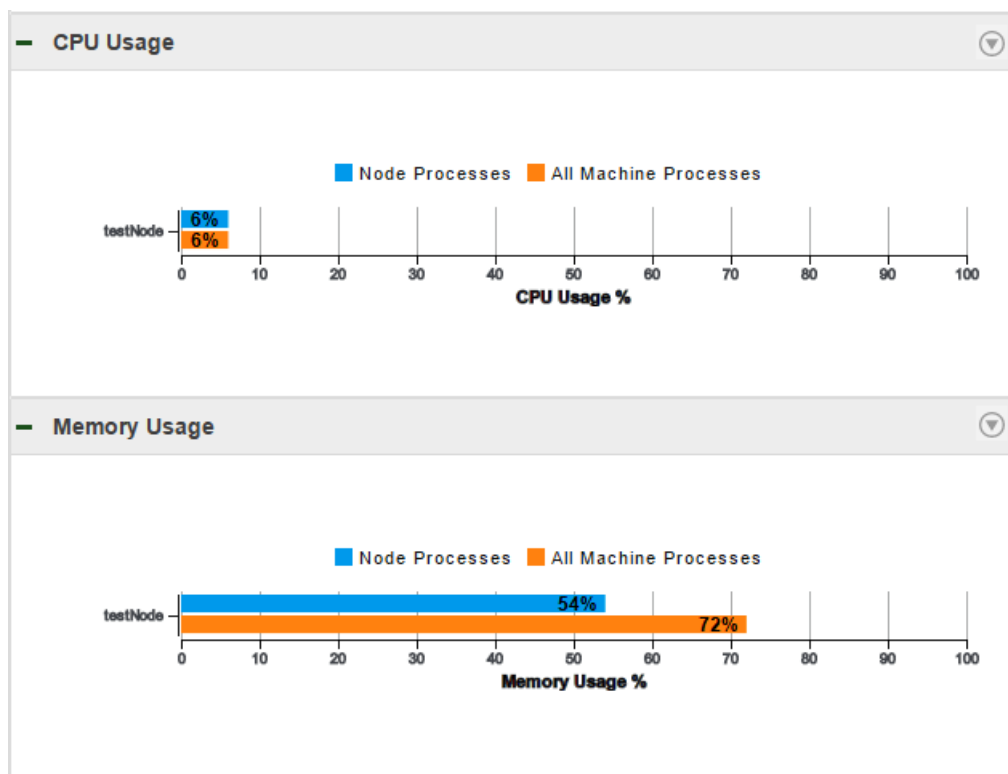 CPU Usage
Node Processes All Machine Processes
testNode
6%
6%
0 10 20 30 40 50 60 70 80 90 100
CPU Usage %
Memory Usage
Node Processes All Machine Processes
testNode
54%
72%
0 10 20 30 40 50 60 70 80 90 100
Memory Usage %